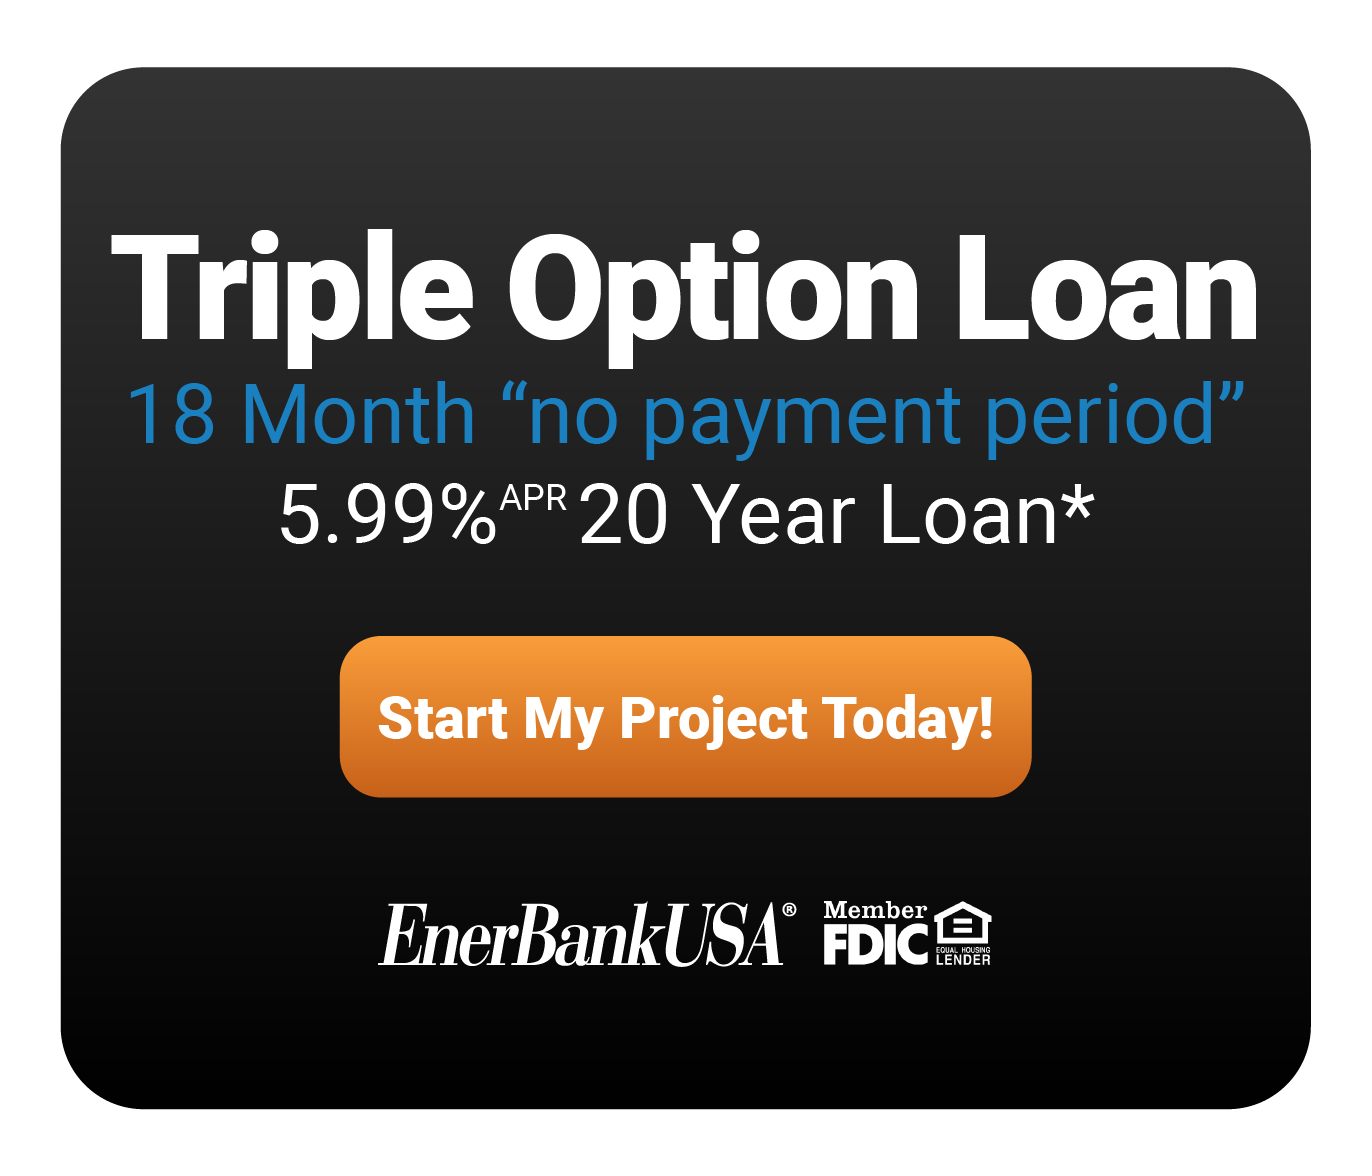 Triple Option Loan
18 Month “no payment period”
5.99% APR 20 Year Loan*
Start My Project Today!
EnerBankUSA® Member FDIC
EQUAL HOUSING LENDER